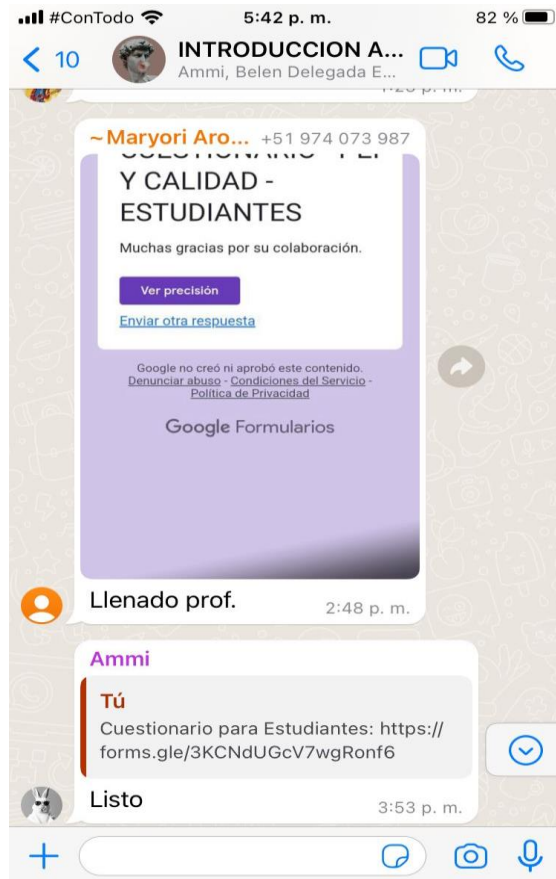 #ConTodo 5:42 p. m. 82 %
10 INTRODUCCION A...
Ammi, Belen Delegada E...
~Maryori Aro... +51 974 073 987
Y CALIDAD -
ESTUDIANTES
Muchas gracias por su colaboración.
Ver precisión
Enviar otra respuesta
Google no creó ni aprobó este contenido.
Denunciar abuso - Condiciones del Servicio -
Política de Privacidad
Google Formularios
Llenado prof. 2:48 p. m.
Ammi
Tú
Cuestionario para Estudiantes: https://
forms.gle/3KCNdUGcV7wgRonf6
Listo 3:53 p. m.